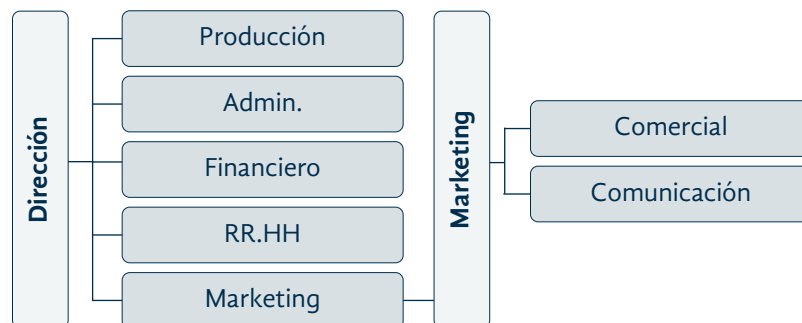 Dirección
Producción
Admin.
Financiero
RR.HH
Marketing
Marketing
Comercial
Comunicación